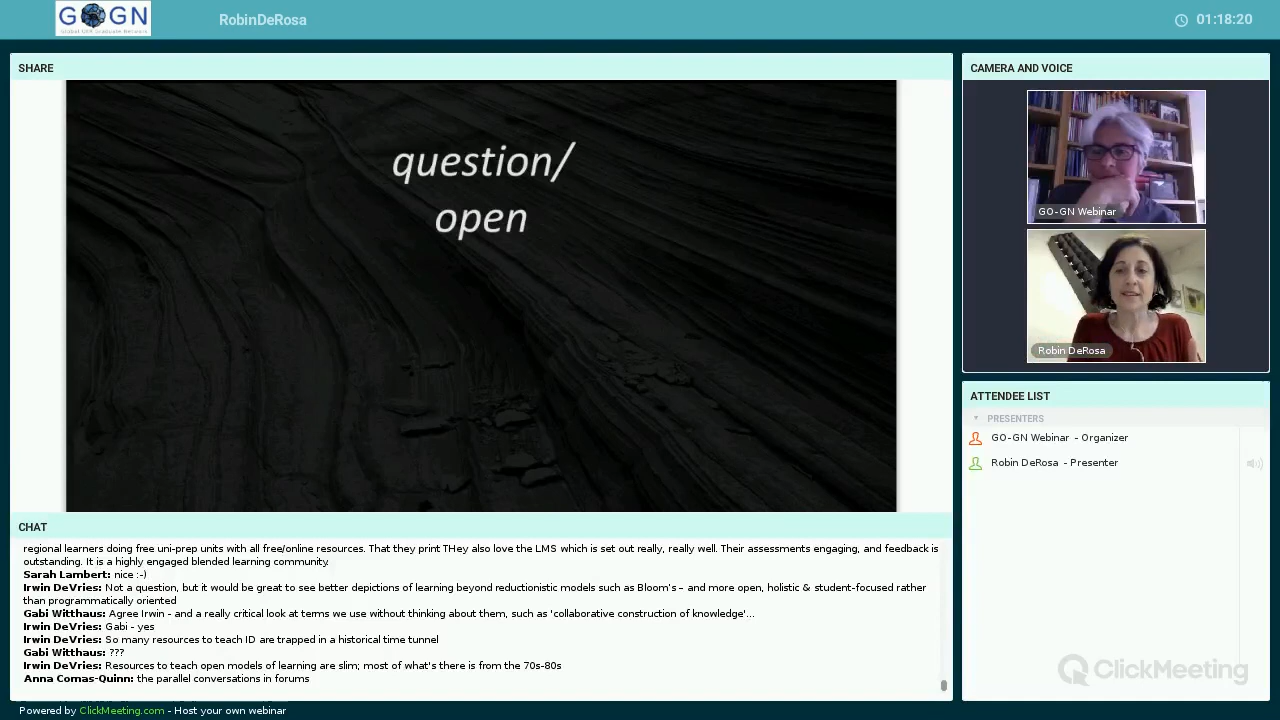 GO GN
Global OER Graduate Network
RobinDeRosa
01:18:20
SHARE
question/
open
CAMERA AND VOICE
GO-GN Webinar
Robin DeRosa
ATTENDEE LIST
PRESENTERS
GO-GN Webinar - Organizer
Robin DeRosa - Presenter
ClickMeeting
CHAT
regional learners doing free uni-prep units with all free/online resources. That they print THey also love the LMS which is set out really, really well. Their assessments engaging, and feedback is
outstanding. It is a highly engaged blended learning community.
Sarah Lambert: nice :-)
Irwin DeVries: Not a question, but it would be great to see better depictions of learning beyond reductionistic models such as Bloom's – and more open, holistic & student-focused rather
than programmatically oriented
Gabi Witthaus: Agree Irwin - and a really critical look at terms we use without thinking about them, such as 'collaborative construction of knowledge'...
Irwin DeVries: Gabi - yes
Irwin DeVries: So many resources to teach ID are trapped in a historical time tunnel
Gabi Witthaus: ???
Irwin DeVries: Resources to teach open models of learning are slim; most of what's there is from the 70s-80s
Anna Comas-Quinn: the parallel conversations in forums
Powered by ClickMeeting.com - Host your own webinar